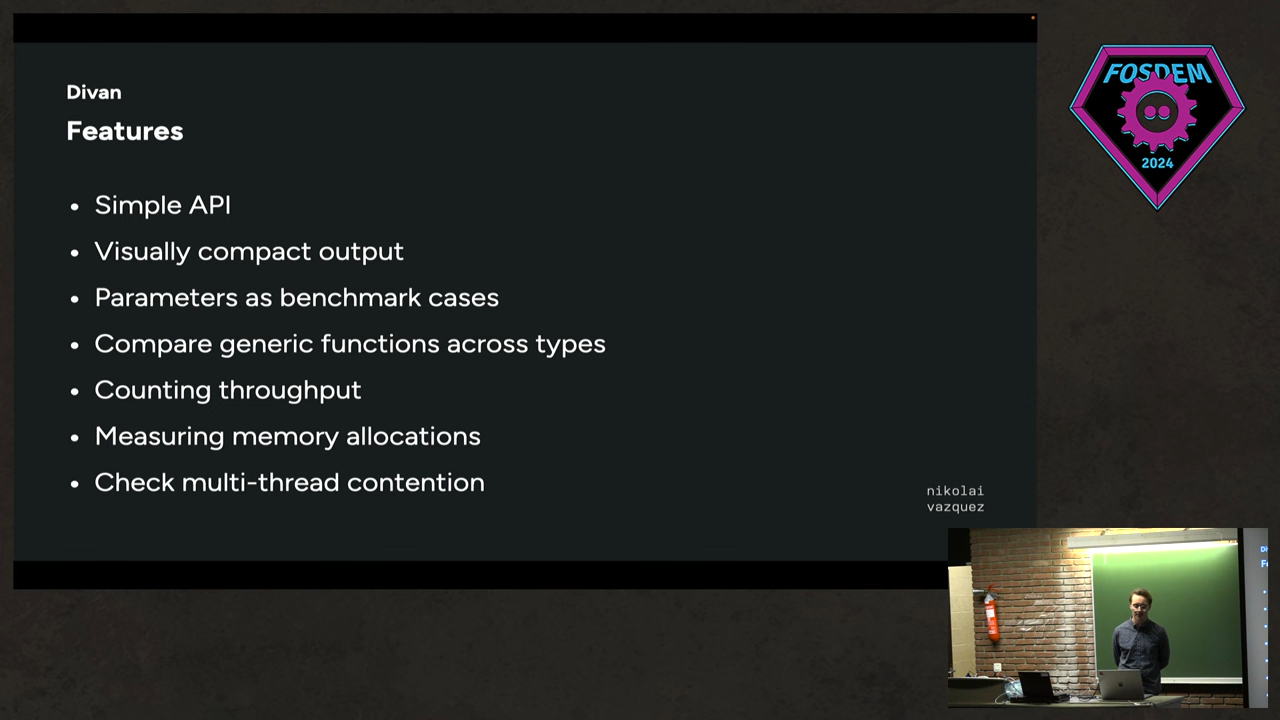 Divan
Features
• Simple API
• Visually compact output
• Parameters as benchmark cases
• Compare generic functions across types
• Counting throughput
• Measuring memory allocations
• Check multi-thread contention
nikolai
vazquez
FOSDEM
2024